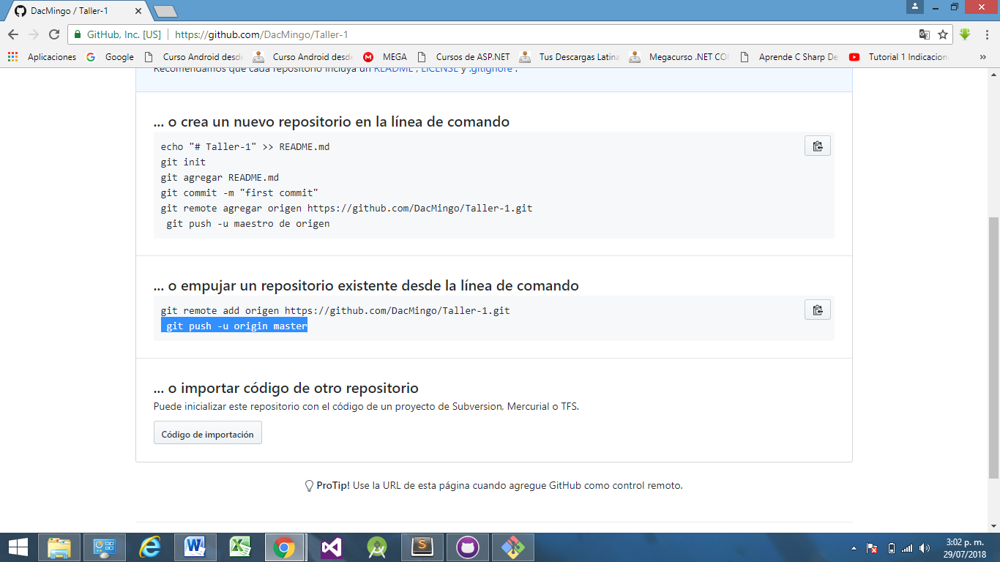 DacMingo / Taller-1
GitHub, Inc. [US] https://github.com/DacMingo/Taller-1
Aplicaciones Google Curso Android desde Curso Android desde MEGA Cursos de ASP.NET Tus Descargas Latina Megacurso .NET CO Aprende C Sharp De Tutorial 1 Indicacion »
Recomendamos que cada repositorio incluya un README , LICENSE y .gitignore .
... o crea un nuevo repositorio en la línea de comando
echo "# Taller-1" >> README.md
git init
git agregar README.md
git commit -m "first commit"
git remote agregar origen https://github.com/DacMingo/Taller-1.git
git push -u maestro de origen
... o empujar un repositorio existente desde la línea de comando
git remote add origen https://github.com/DacMingo/Taller-1.git
git push -u origin master
... o importar código de otro repositorio
Puede inicializar este repositorio con el código de un proyecto de Subversion, Mercurial o TFS.
Código de importación
ProTip! Use la URL de esta página cuando agregue GitHub como control remoto.
3:02 p. m.
29/07/2018